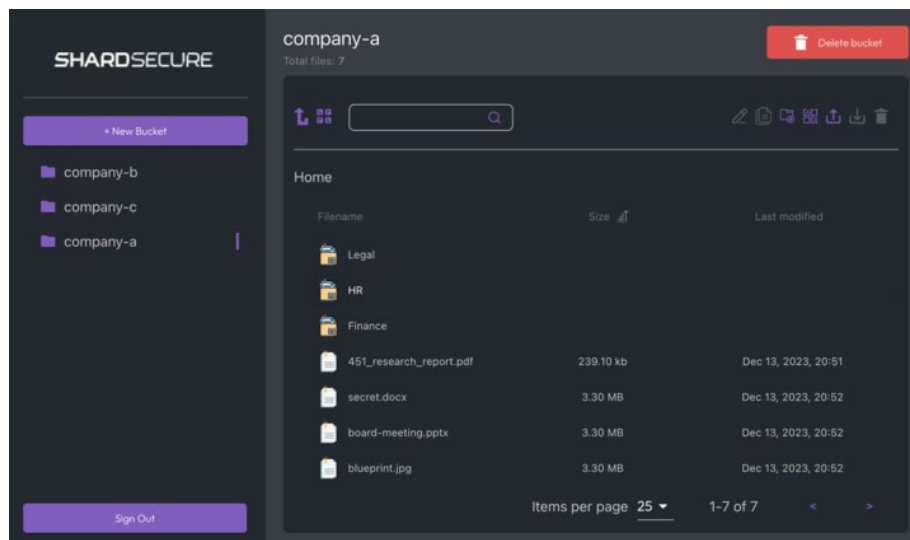 SHARDSECURE
+ New Bucket
company-b
company-c
company-a
Sign Out
company-a
Total files: 7
Delete bucket
Home
Filename Size Last modified
Legal
HR
Finance
451_research_report.pdf 239.10 kb Dec 13, 2023, 20:51
secret.docx 3.30 MB Dec 13, 2023, 20:52
board-meeting.pptx 3.30 MB Dec 13, 2023, 20:52
blueprint.jpg 3.30 MB Dec 13, 2023, 20:52
Items per page 25 1-7 of 7 < >